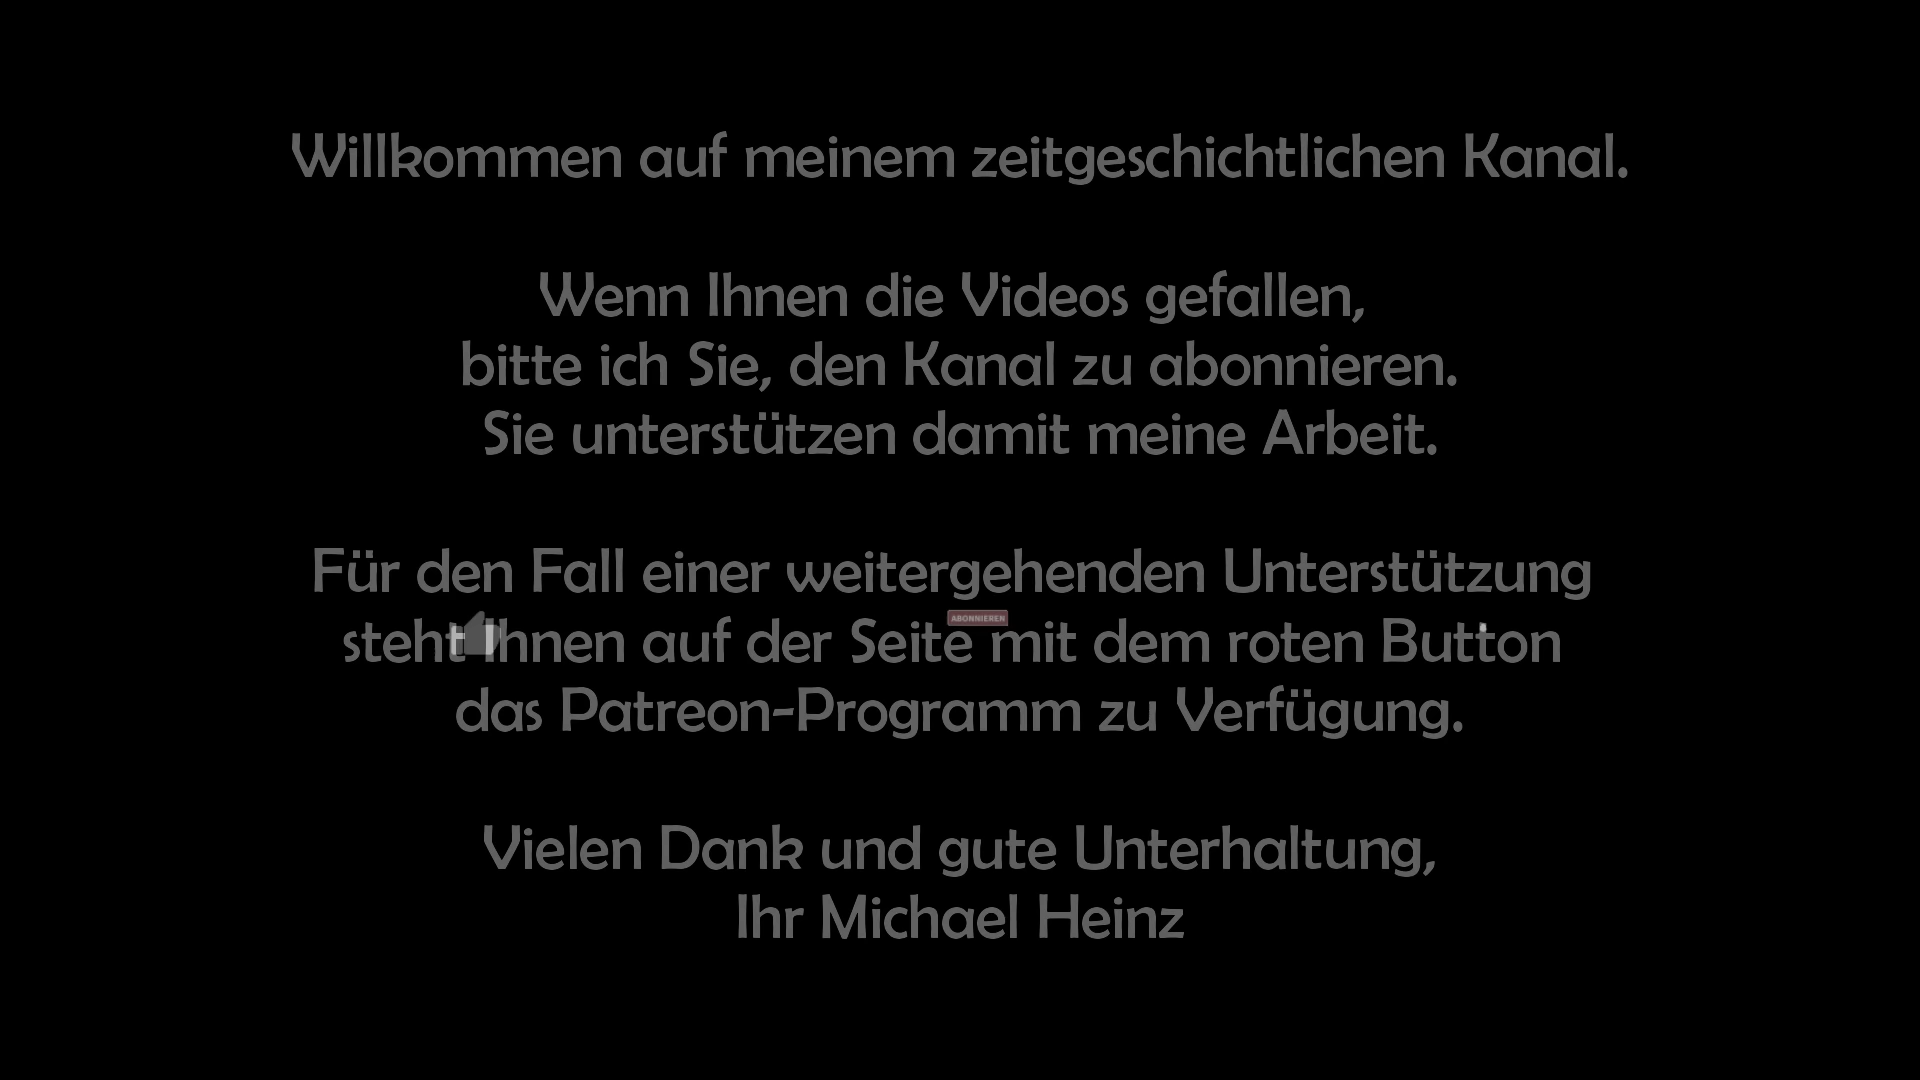 Willkommen auf meinem zeitgeschichtlichen Kanal.
Wenn Ihnen die Videos gefallen,
bitte ich Sie, den Kanal zu abonnieren.
Sie unterstützen damit meine Arbeit.
Für den Fall einer weitergehenden Unterstützung
steht Ihnen auf der Seite mit dem roten Button
ABONNIEREN
das Patreon-Programm zu Verfügung.
Vielen Dank und gute Unterhaltung,
Ihr Michael Heinz